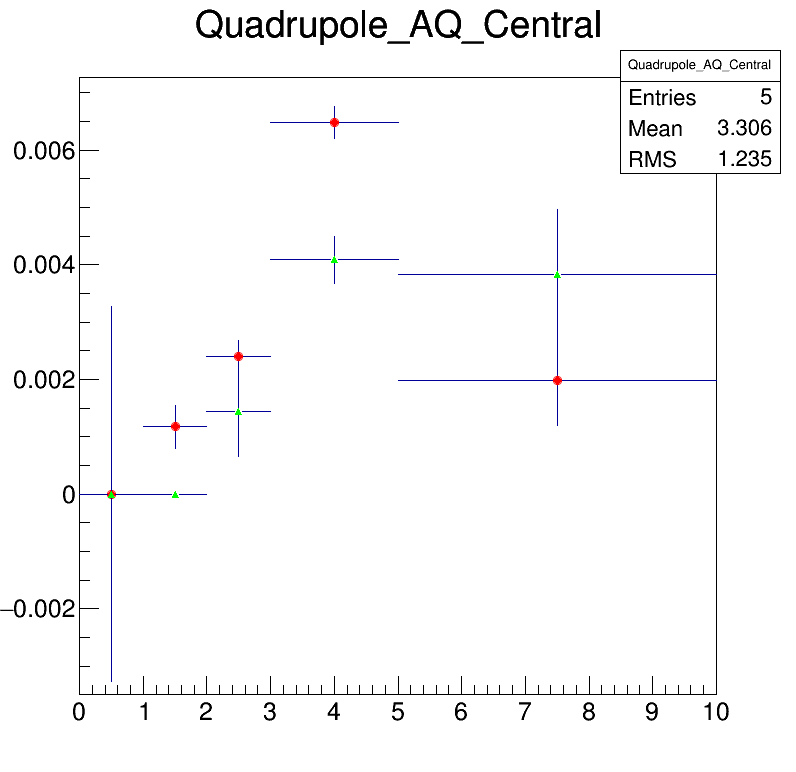 Quadrupole_AQ_Central
Quadrupole_AQ_Central
Entries 5
Mean 3.306
RMS 1.235
0.006
0.004
0.002
0
−0.002
0 1 2 3 4 5 6 7 8 9 10